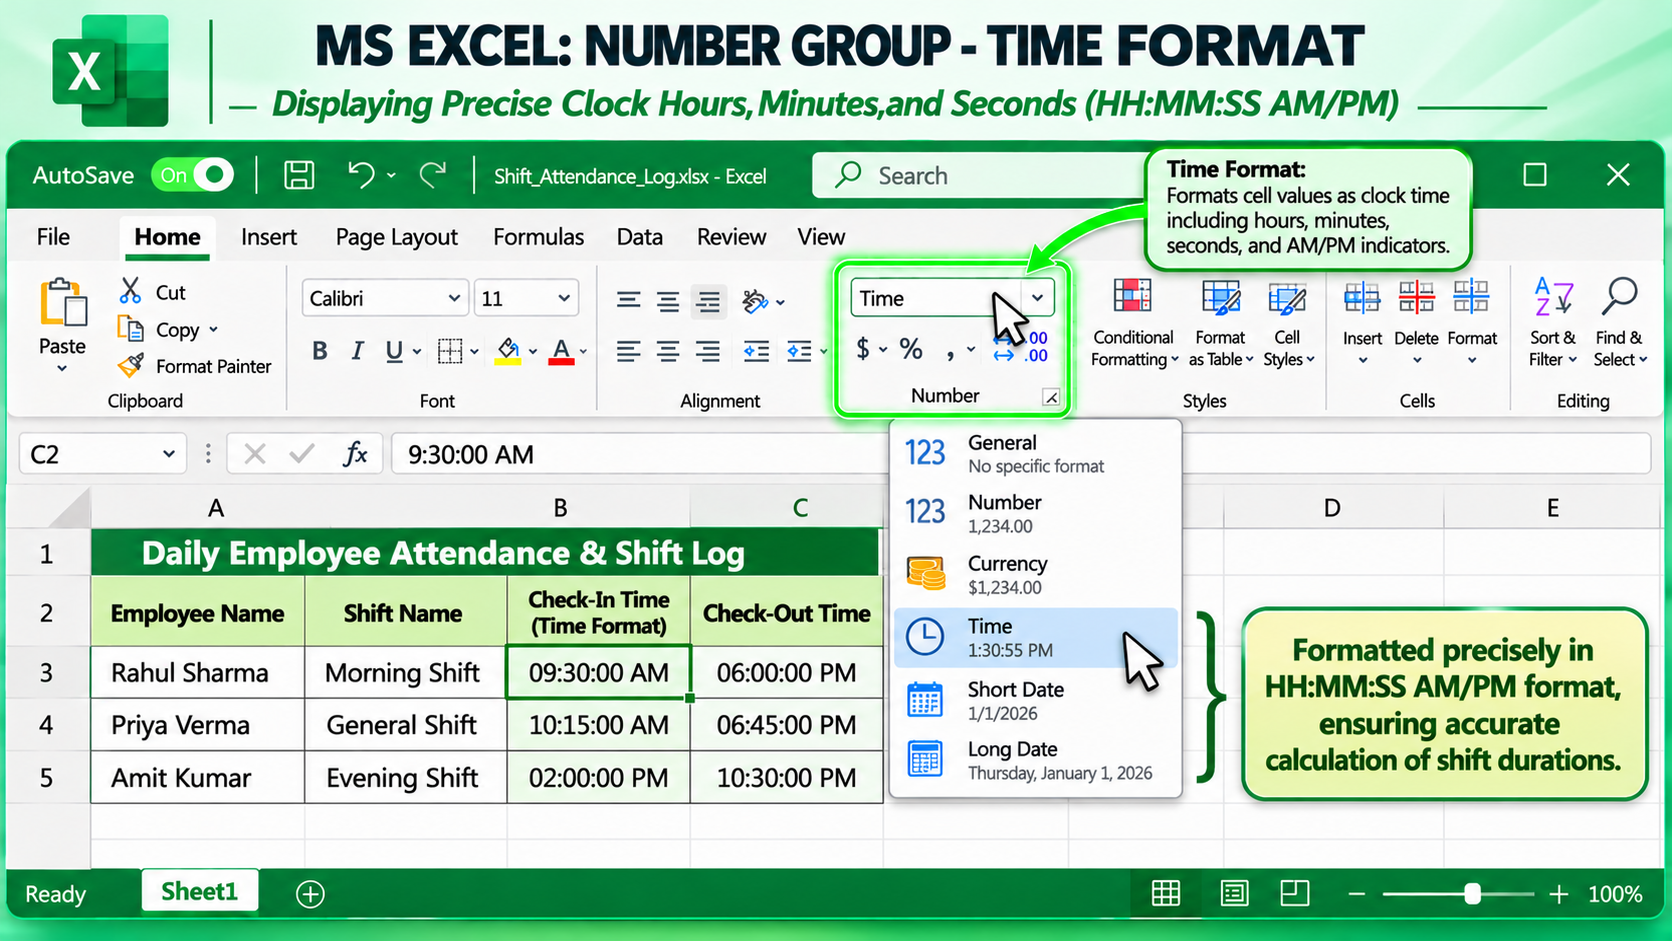 X
MS EXCEL: NUMBER GROUP - TIME FORMAT
Displaying Precise Clock Hours, Minutes,and Seconds (HH:MM:SS AM/PM)
AutoSave On Shift_Attendance_Log.xlsx - Excel Search
Time Format:
Formats cell values as clock time
including hours, minutes,
seconds, and AM/PM indicators.
File Home Insert Page Layout Formulas Data Review View
Paste
Cut
Copy
Format Painter
Clipboard
Calibri 11
B I U A
Font
Alignment
Time
$ % , .00
.00
Number
Conditional
Formatting
Format
as Table
Cell
Styles
Styles
Insert Delete Format
Cells
A
Z
Sort &
Filter
Find &
Select
Editing
C2 fx 9:30:00 AM
A B C D E
1 Daily Employee Attendance & Shift Log
2 Employee Name Shift Name Check-In Time
(Time Format) Check-Out Time
3 Rahul Sharma Morning Shift 09:30:00 AM 06:00:00 PM
4 Priya Verma General Shift 10:15:00 AM 06:45:00 PM
5 Amit Kumar Evening Shift 02:00:00 PM 10:30:00 PM
123 General
No specific format
123 Number
1,234.00
Currency
$1,234.00
Time
1:30:55 PM
Short Date
1/1/2026
Long Date
Thursday, January 1, 2026
Formatted precisely in
HH:MM:SS AM/PM format,
ensuring accurate
calculation of shift durations.
Ready Sheet1 100%